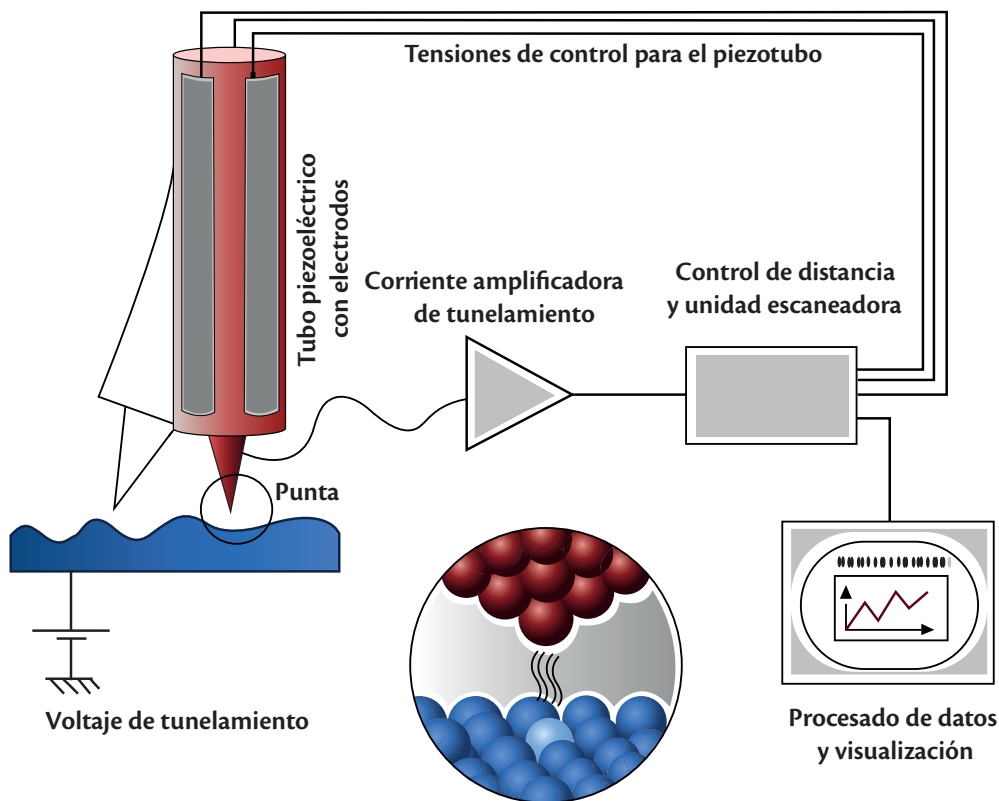 Tensiones de control para el piezotubo
Tubo piezoeléctrico
con electrodos
Corriente amplificadora
de tunelamiento
Control de distancia
y unidad escaneadora
Punta
Voltaje de tunelamiento
Procesado de datos
y visualización